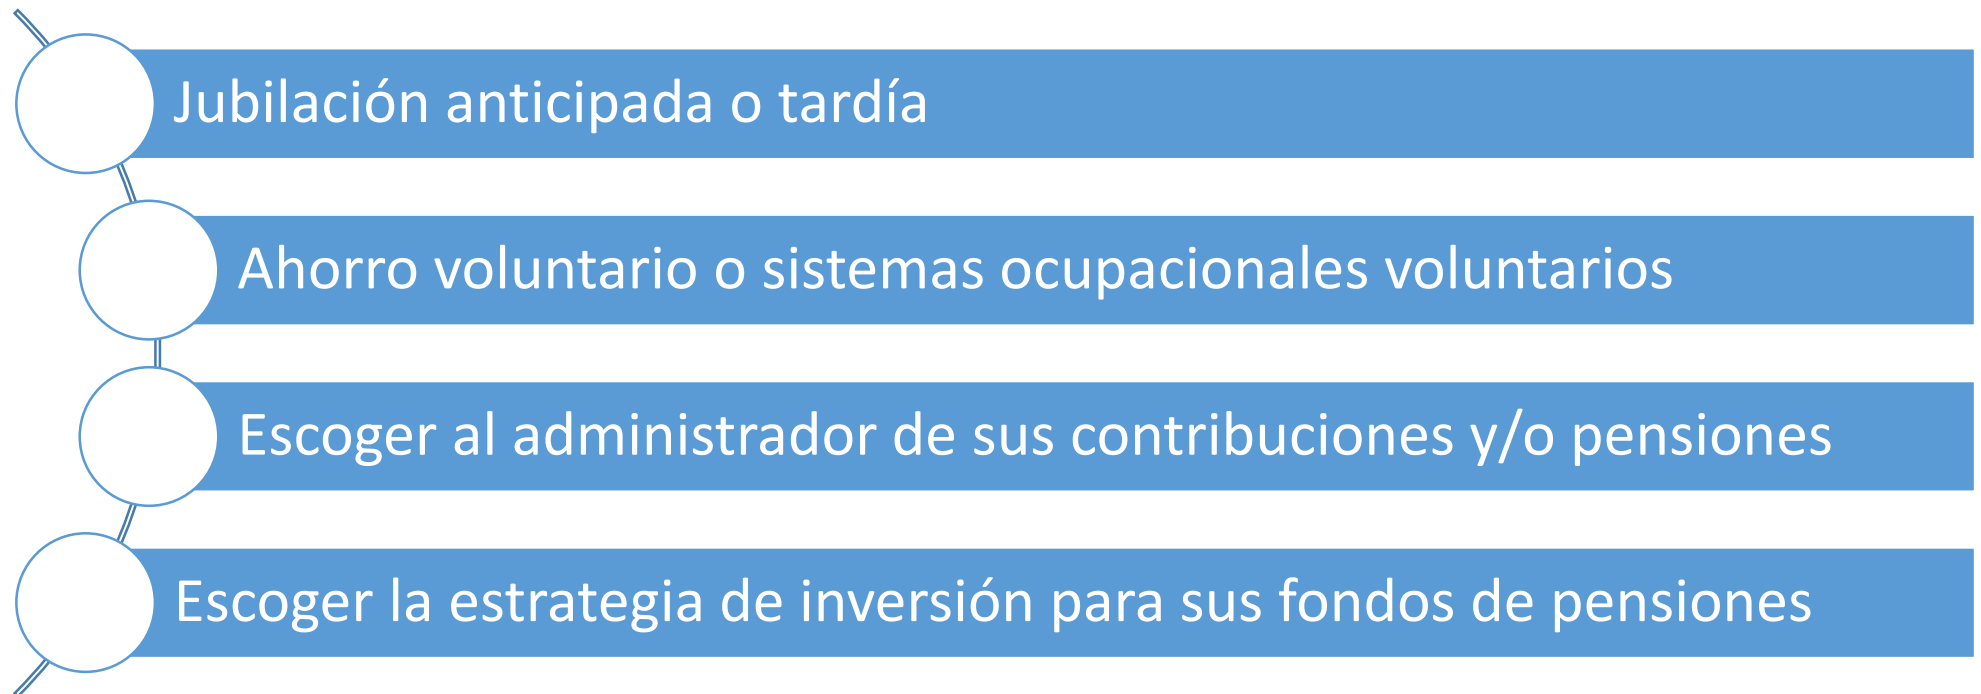 Jubilación anticipada o tardía
Ahorro voluntario o sistemas ocupacionales voluntarios
Escoger al administrador de sus contribuciones y/o pensiones
Escoger la estrategia de inversión para sus fondos de pensiones